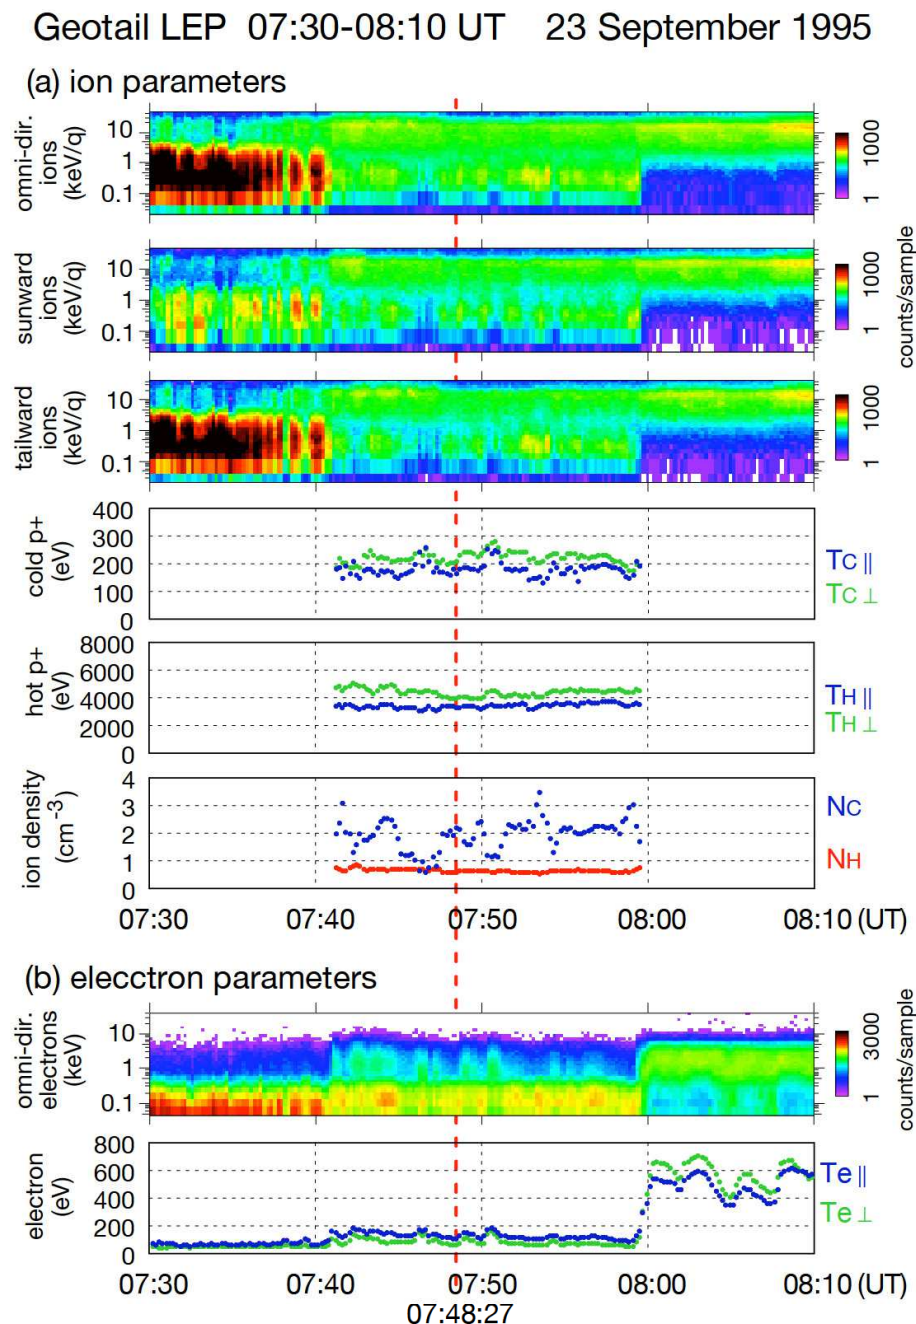 Geotail LEP 07:30-08:10 UT 23 September 1995
(a) ion parameters
omni-dir. ions (keV/q)
10
1
0.1
1000
1
sunward ions (keV/q)
10
1
0.1
1000
1
counts/sample
tailward ions (keV/q)
10
1
0.1
1000
1
cold p+ (eV)
400
300
200
100
0
TC ||
TC ⊥
hot p+ (eV)
8000
6000
4000
2000
0
TH ||
TH ⊥
ion density (cm-3)
4
3
2
1
0
NC
NH
07:30 07:40 07:50 08:00 08:10 (UT)
(b) elecctron parameters
omni-dir. electrons (keV)
10
1
0.1
3000
1
counts/sample
electron (eV)
800
600
400
200
0
Te ||
Te ⊥
07:30 07:40 07:50 08:00 08:10 (UT)
07:48:27